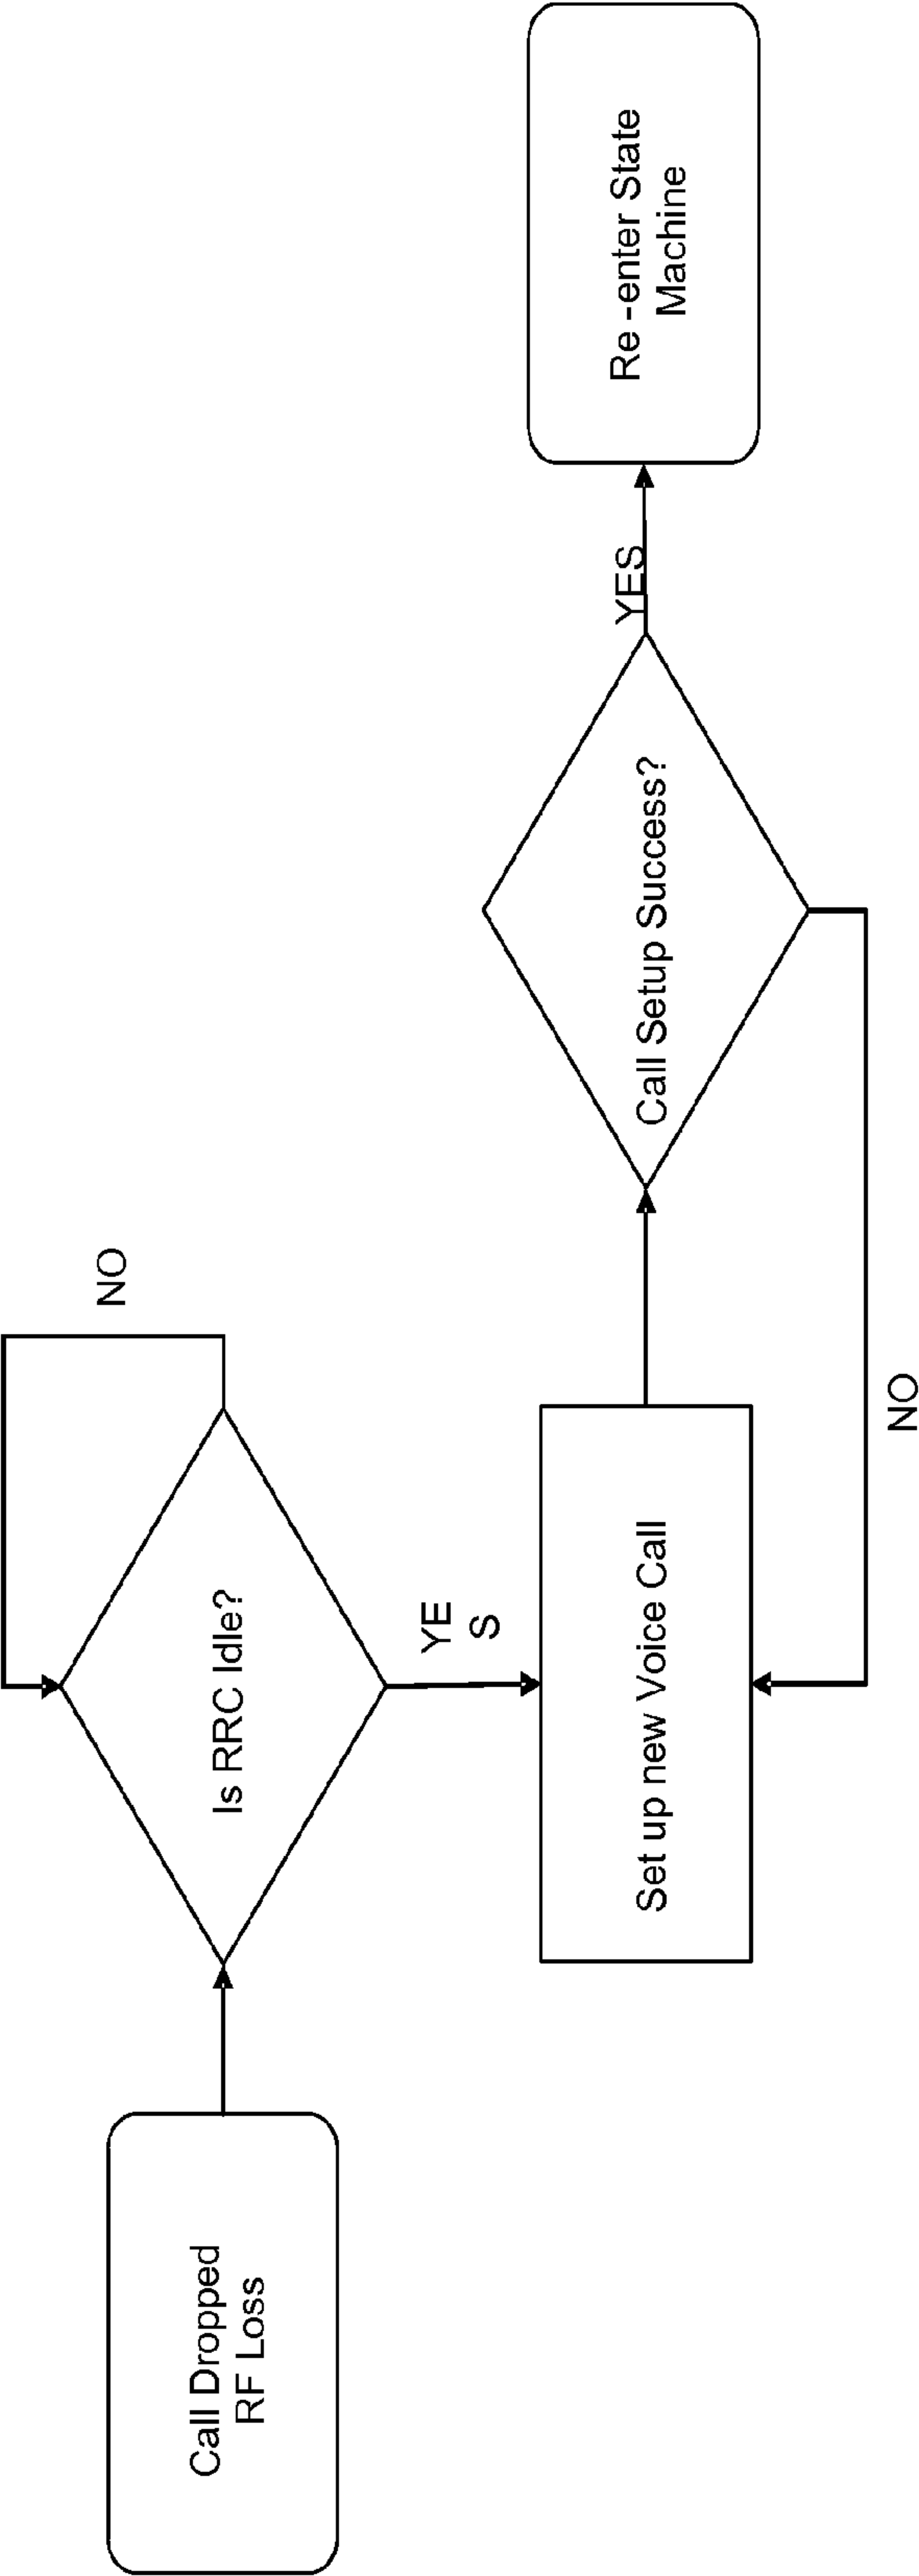 Call Dropped
RF Loss
Is RRC Idle?
NO
YE
S
Set up new Voice Call
Call Setup Success?
YES
Re -enter State
Machine
NO